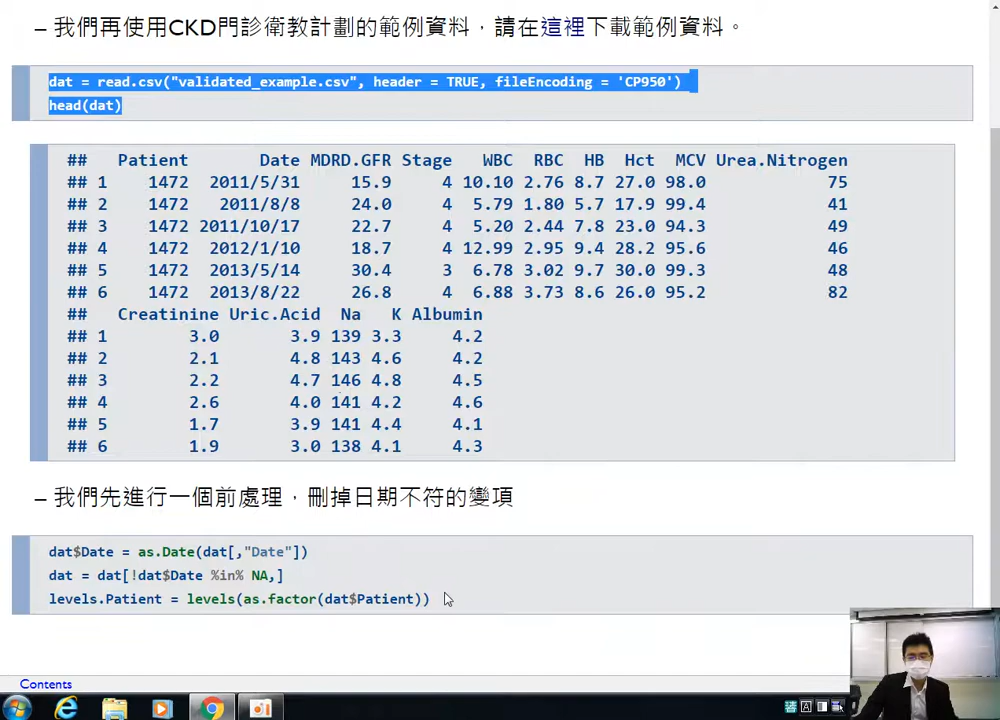 – 我們再使用CKD門診衛教計劃的範例資料，請在這裡下載範例資料。
dat = read.csv("validated_example.csv", header = TRUE, fileEncoding = 'CP950')
head(dat)
##   Patient       Date MDRD.GFR Stage   WBC  RBC  HB  Hct  MCV Urea.Nitrogen
## 1    1472  2011/5/31     15.9     4 10.10 2.76 8.7 27.0 98.0            75
## 2    1472   2011/8/8     24.0     4  5.79 1.80 5.7 17.9 99.4            41
## 3    1472 2011/10/17     22.7     4  5.20 2.44 7.8 23.0 94.3            49
## 4    1472  2012/1/10     18.7     4 12.99 2.95 9.4 28.2 95.6            46
## 5    1472  2013/5/14     30.4     3  6.78 3.02 9.7 30.0 99.3            48
## 6    1472  2013/8/22     26.8     4  6.88 3.73 8.6 26.0 95.2            82
##   Creatinine Uric.Acid  Na   K Albumin
## 1        3.0       3.9 139 3.3     4.2
## 2        2.1       4.8 143 4.6     4.2
## 3        2.2       4.7 146 4.8     4.5
## 4        2.6       4.0 141 4.2     4.6
## 5        1.7       3.9 141 4.4     4.1
## 6        1.9       3.0 138 4.1     4.3
– 我們先進行一個前處理，刪掉日期不符的變項
dat$Date = as.Date(dat[,"Date"])
dat = dat[!dat$Date %in% NA,]
levels.Patient = levels(as.factor(dat$Patient))
Contents